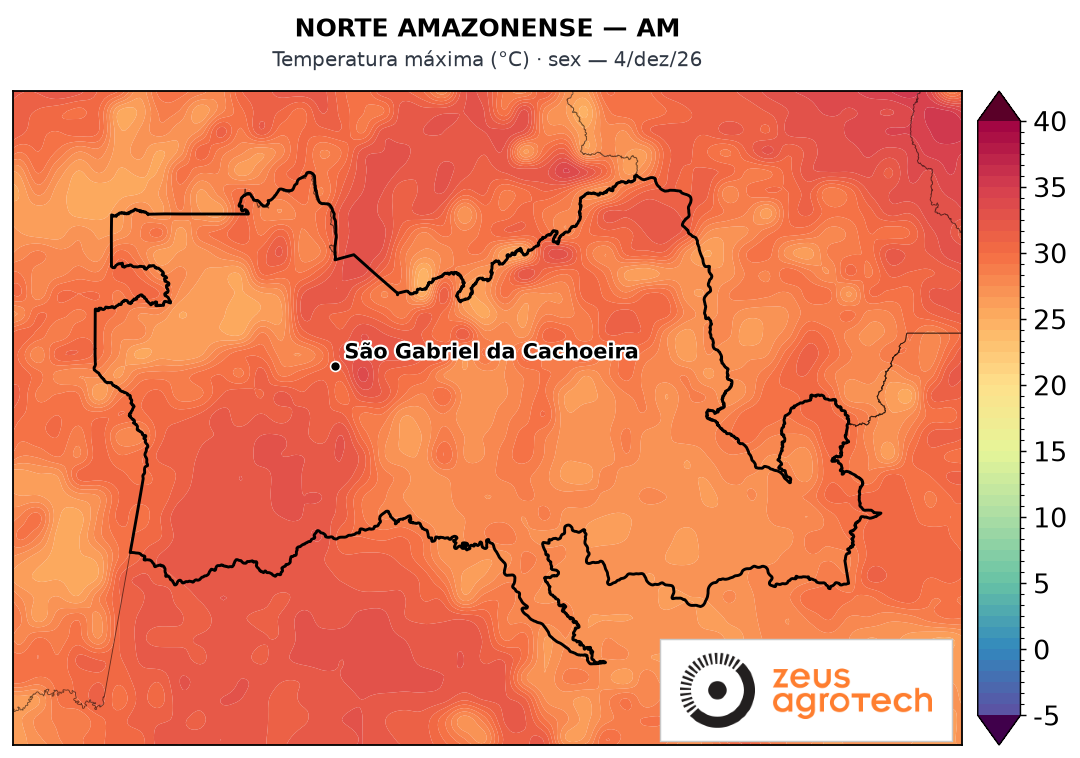 NORTE AMAZONENSE — AM
Temperatura máxima (°C) · sex — 4/dez/26
São Gabriel da Cachoeira
40
35
30
25
20
15
10
5
0
-5
zeus
agrotech